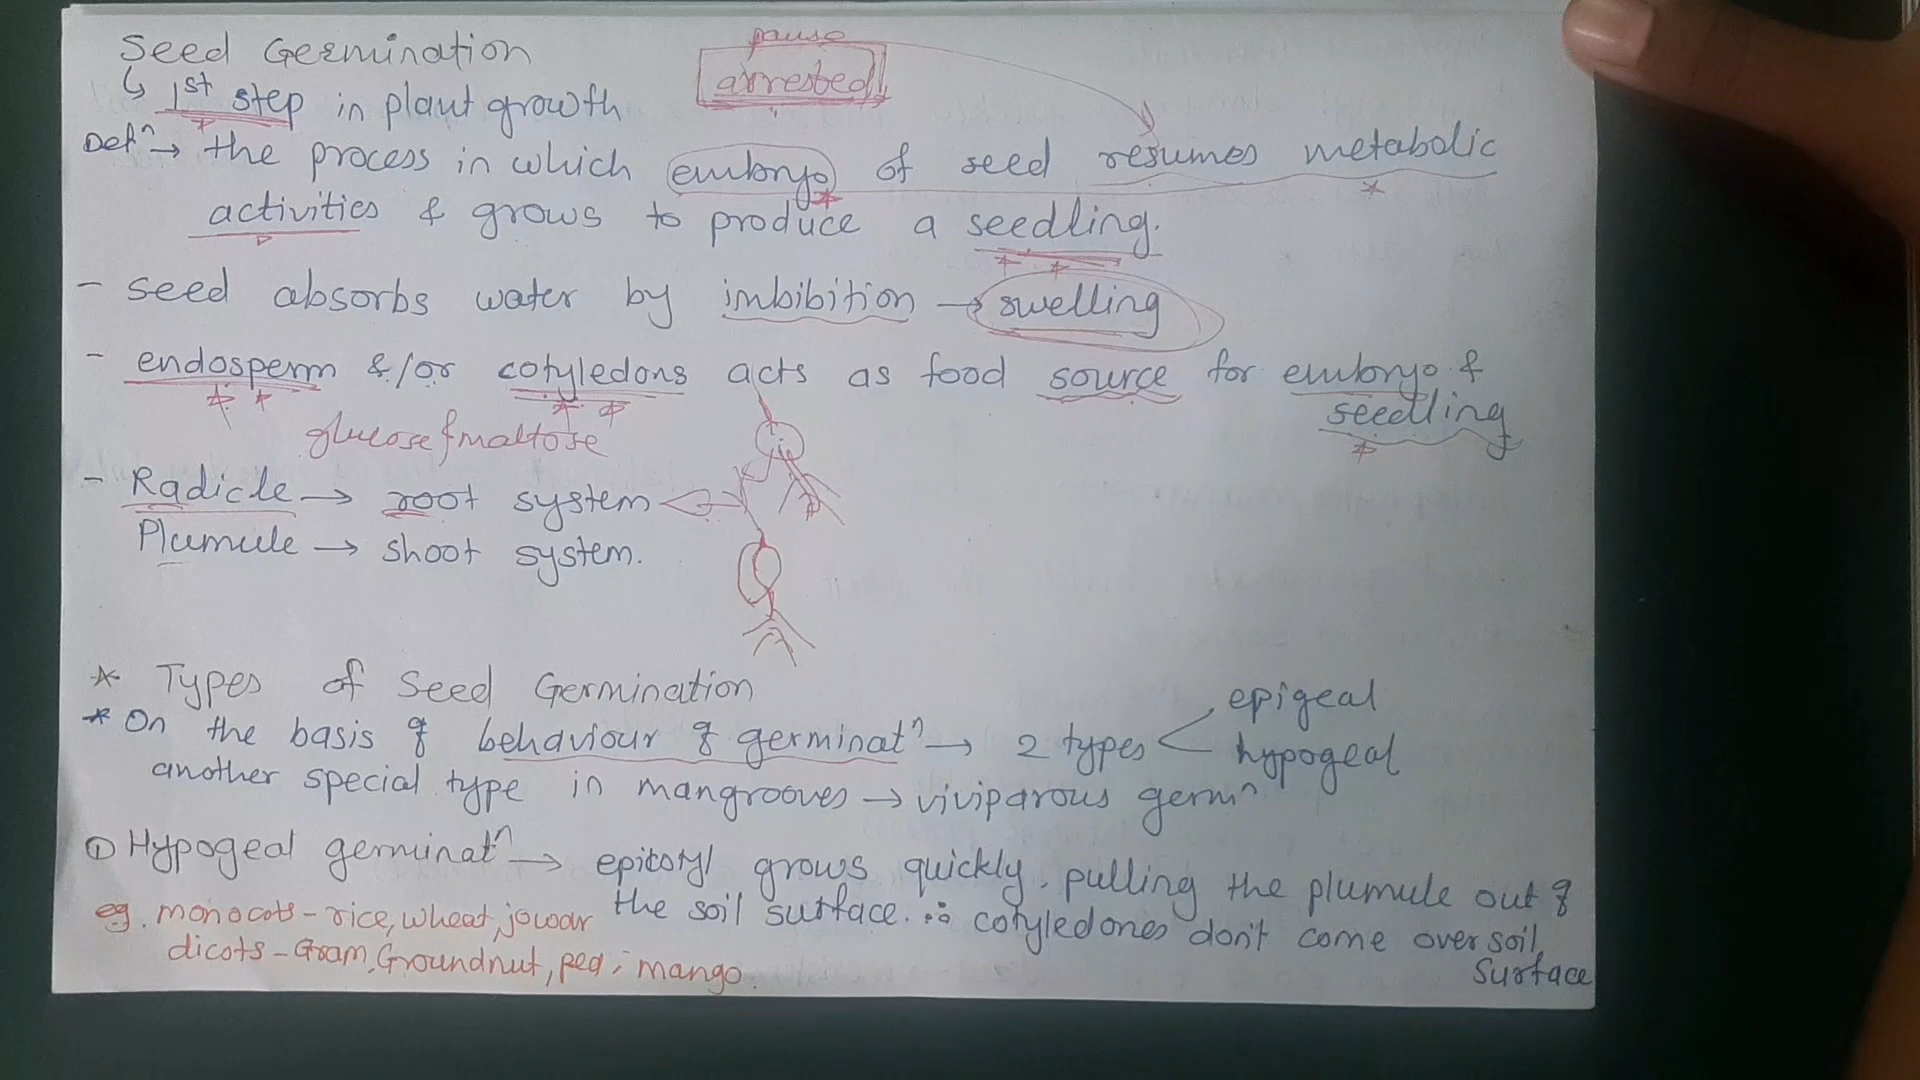 Seed Germination
pause
arrested!
↳ 1st step in plant growth
Defⁿ → the process in which embryo of seed resumes metabolic
activities & grows to produce a seedling.
- seed absorbs water by imbibition → swelling
- endosperm &/or cotyledons acts as food source for embryo &
seedling
glucose & maltose
- Radicle → root system
Plumule → shoot system.
* Types of Seed Germination
* On the basis of behaviour of germinatⁿ → 2 types < epigeal
hypogeal
another special type in mangrooves → viviparous germⁿ
① Hypogeal germinatⁿ → epicotyl grows quickly, pulling the plumule out of
the soil surface. ∴ cotyledones don't come over soil
surface
eg. monocots - rice, wheat, jowar
dicots - Gram, Groundnut, pea, mango.